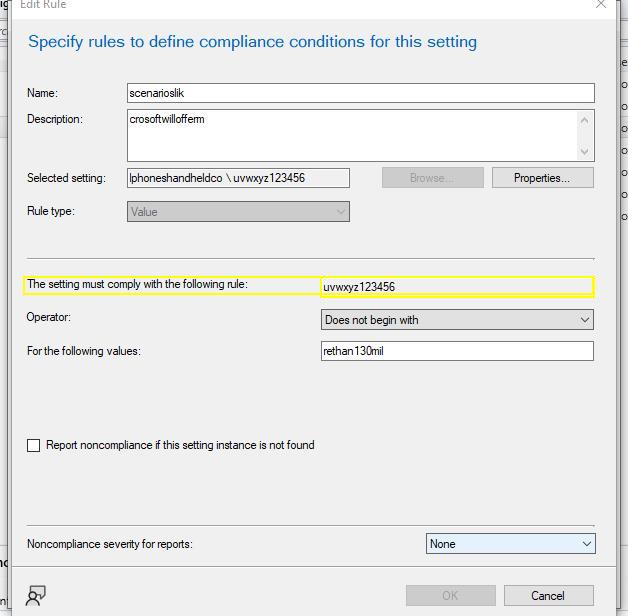 Edit Rule
Specify rules to define compliance conditions for this setting
Name:
scenarioslik
Description:
crosoftwillofferm
Selected setting:
Iphoneshandheldco \ uvwxyz123456
Browse...
Properties...
Rule type:
Value
The setting must comply with the following rule:
uvwxyz123456
Operator:
Does not begin with
For the following values:
rethan130mil
Report noncompliance if this setting instance is not found
Noncompliance severity for reports:
None
OK
Cancel